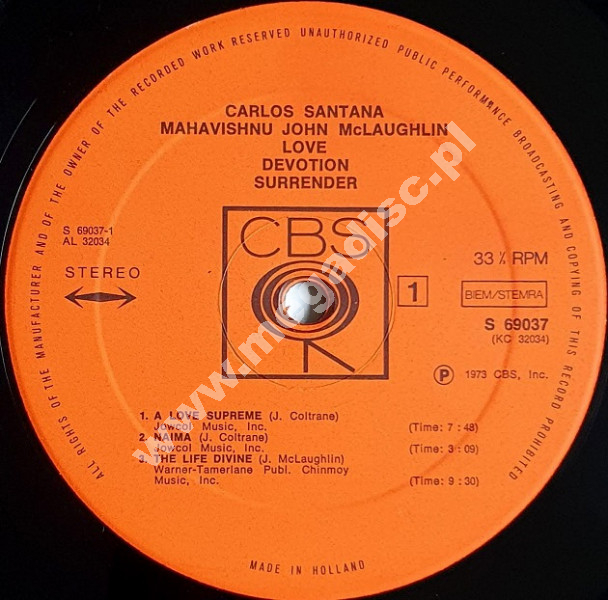 ALL RIGHTS OF THE MANUFACTURER AND OF THE OWNER OF THE RECORDED WORK RESERVED UNAUTHORIZED PUBLIC PERFORMANCE BROADCASTING AND COPYING OF THIS RECORD PROHIBITED
CARLOS SANTANA
MAHAVISHNU JOHN McLAUGHLIN
LOVE
DEVOTION
SURRENDER
S 69037-1
AL 32034
STEREO
CBS
33 ⅓ RPM
1
BIEM/STEMRA
S 69037
(KC 32034)
Ⓟ 1973 CBS, Inc.
1. A LOVE SUPREME (J. Coltrane)
Jowcol Music, Inc. (Time: 7 : 48)
2. NAIMA (J. Coltrane)
Jowcol Music, Inc. (Time: 3 : 09)
3. THE LIFE DIVINE (J. McLaughlin)
Warner-Tamerlane Publ. Chinmoy
Music, Inc. (Time: 9 : 30)
MADE IN HOLLAND
www.megadisc.pl